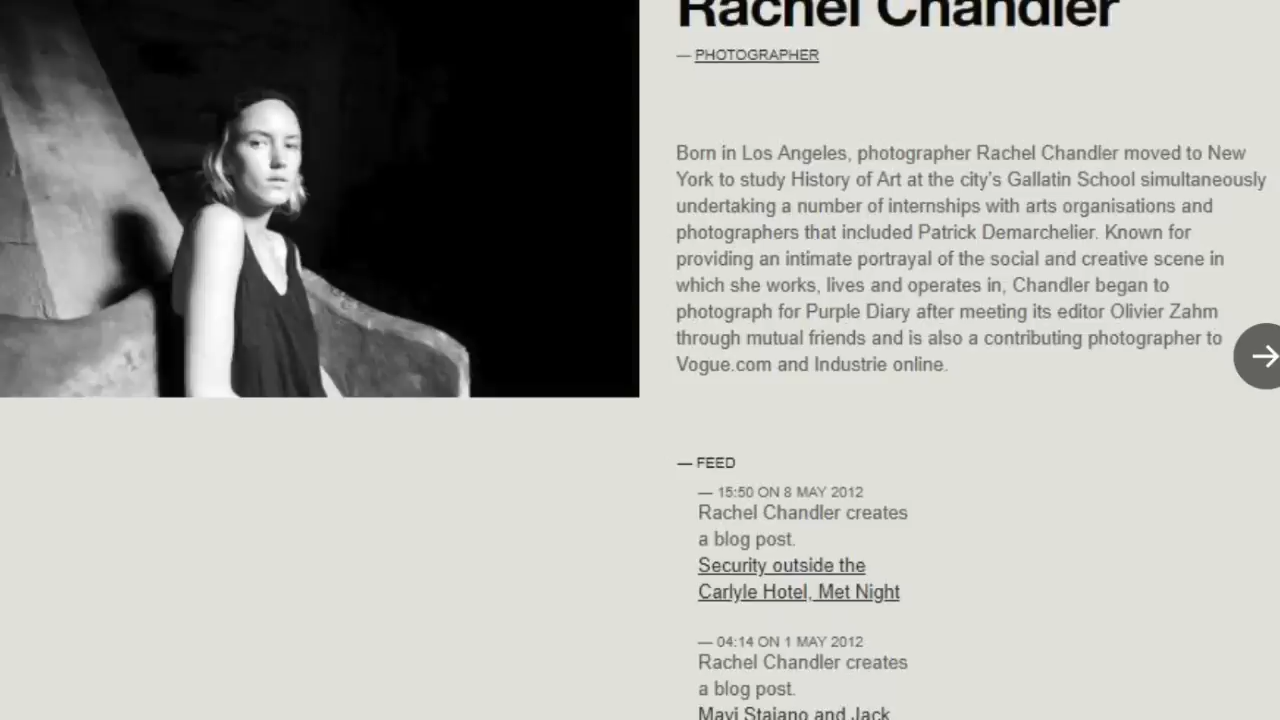 Rachel Chandler
— PHOTOGRAPHER
Born in Los Angeles, photographer Rachel Chandler moved to New
York to study History of Art at the city's Gallatin School simultaneously
undertaking a number of internships with arts organisations and
photographers that included Patrick Demarchelier. Known for
providing an intimate portrayal of the social and creative scene in
which she works, lives and operates in, Chandler began to
photograph for Purple Diary after meeting its editor Olivier Zahm
through mutual friends and is also a contributing photographer to
Vogue.com and Industrie online.
— FEED
— 15:50 ON 8 MAY 2012
Rachel Chandler creates
a blog post.
Security outside the
Carlyle Hotel, Met Night
— 04:14 ON 1 MAY 2012
Rachel Chandler creates
a blog post.
Mayi Staiano and Jack